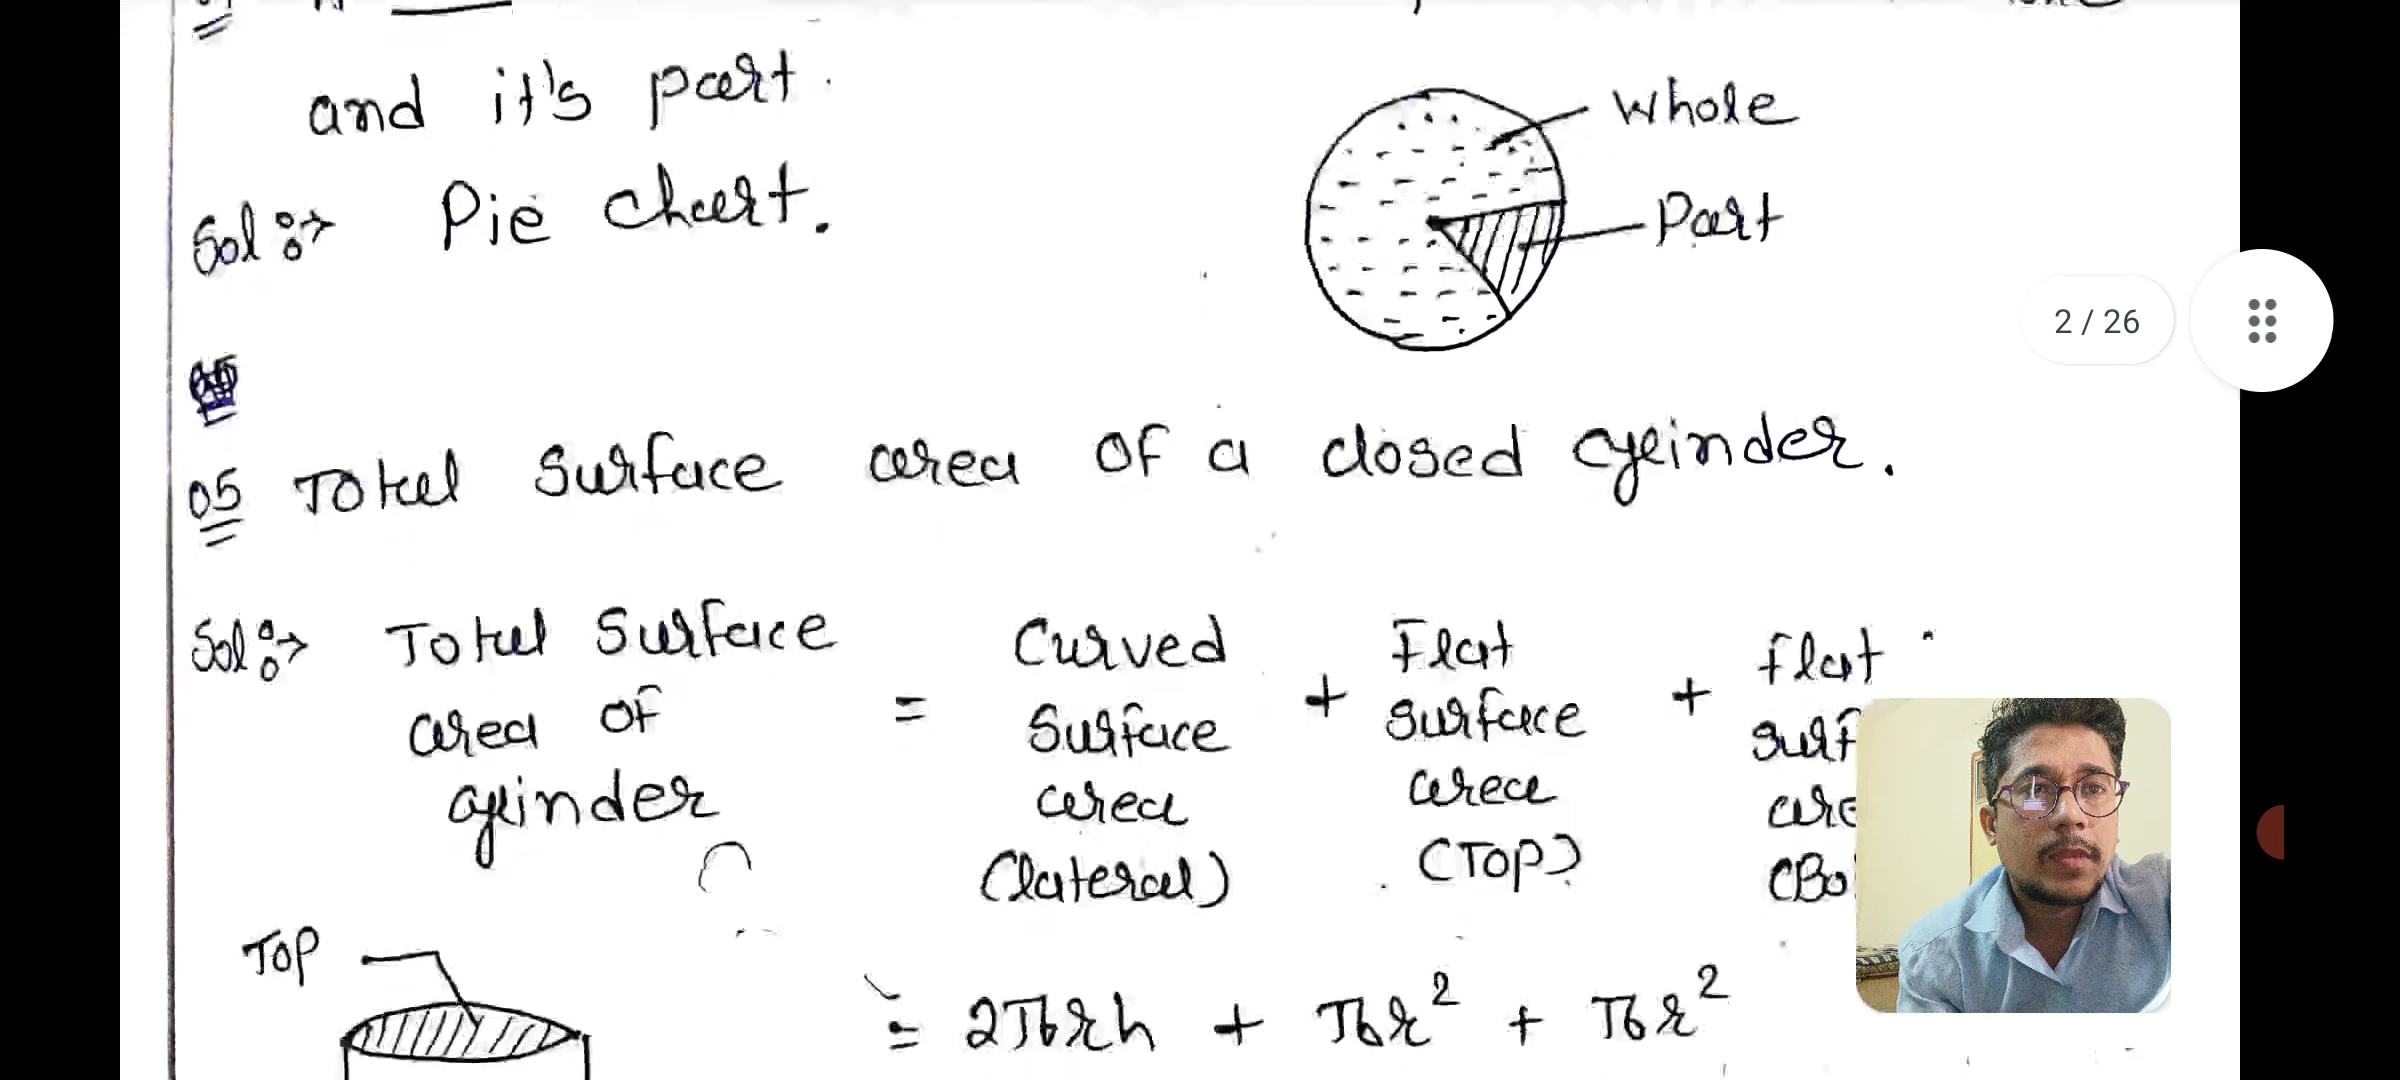 and it's part.
Whole
Part
Sol :→ Pie chart.
2 / 26
05 Total Surface area of a closed cylinder.
Sol :→ Total Surface area of cylinder = Curved Surface area (lateral) + Flat surface area (Top) + flat
Top
= 2πrh + πr² + πr²